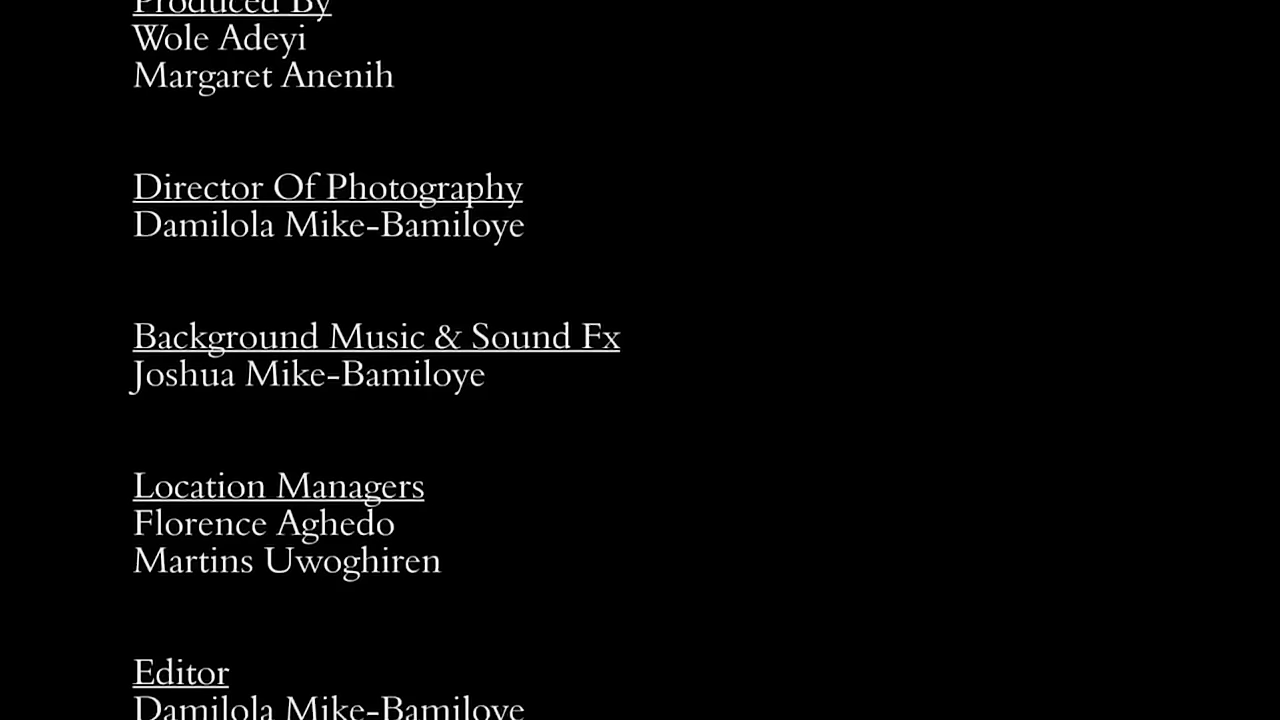 Produced By
Wole Adeyi
Margaret Anenih
Director Of Photography
Damilola Mike-Bamiloye
Background Music & Sound Fx
Joshua Mike-Bamiloye
Location Managers
Florence Aghedo
Martins Uwoghiren
Editor
Damilola Mike-Bamiloye